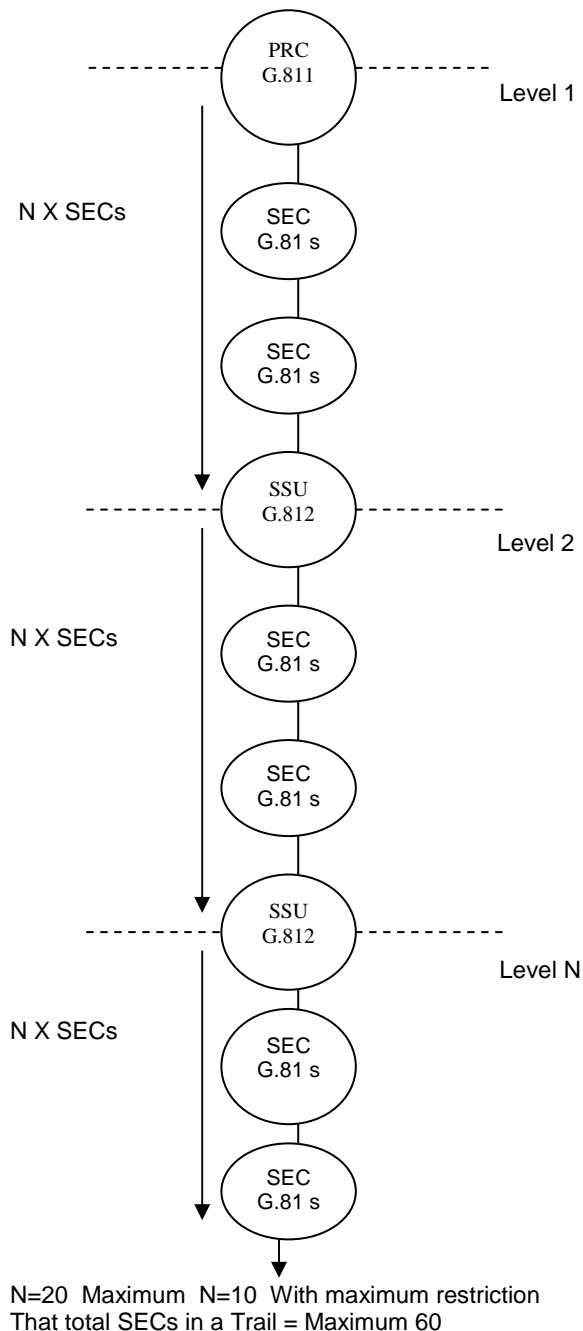 PRC
G.811
Level 1
N X SECs
SEC
G.81 s
SEC
G.81 s
SSU
G.812
Level 2
N X SECs
SEC
G.81 s
SEC
G.81 s
SSU
G.812
Level N
N X SECs
SEC
G.81 s
SEC
G.81 s
N=20 Maximum N=10 With maximum restriction
That total SECs in a Trail = Maximum 60